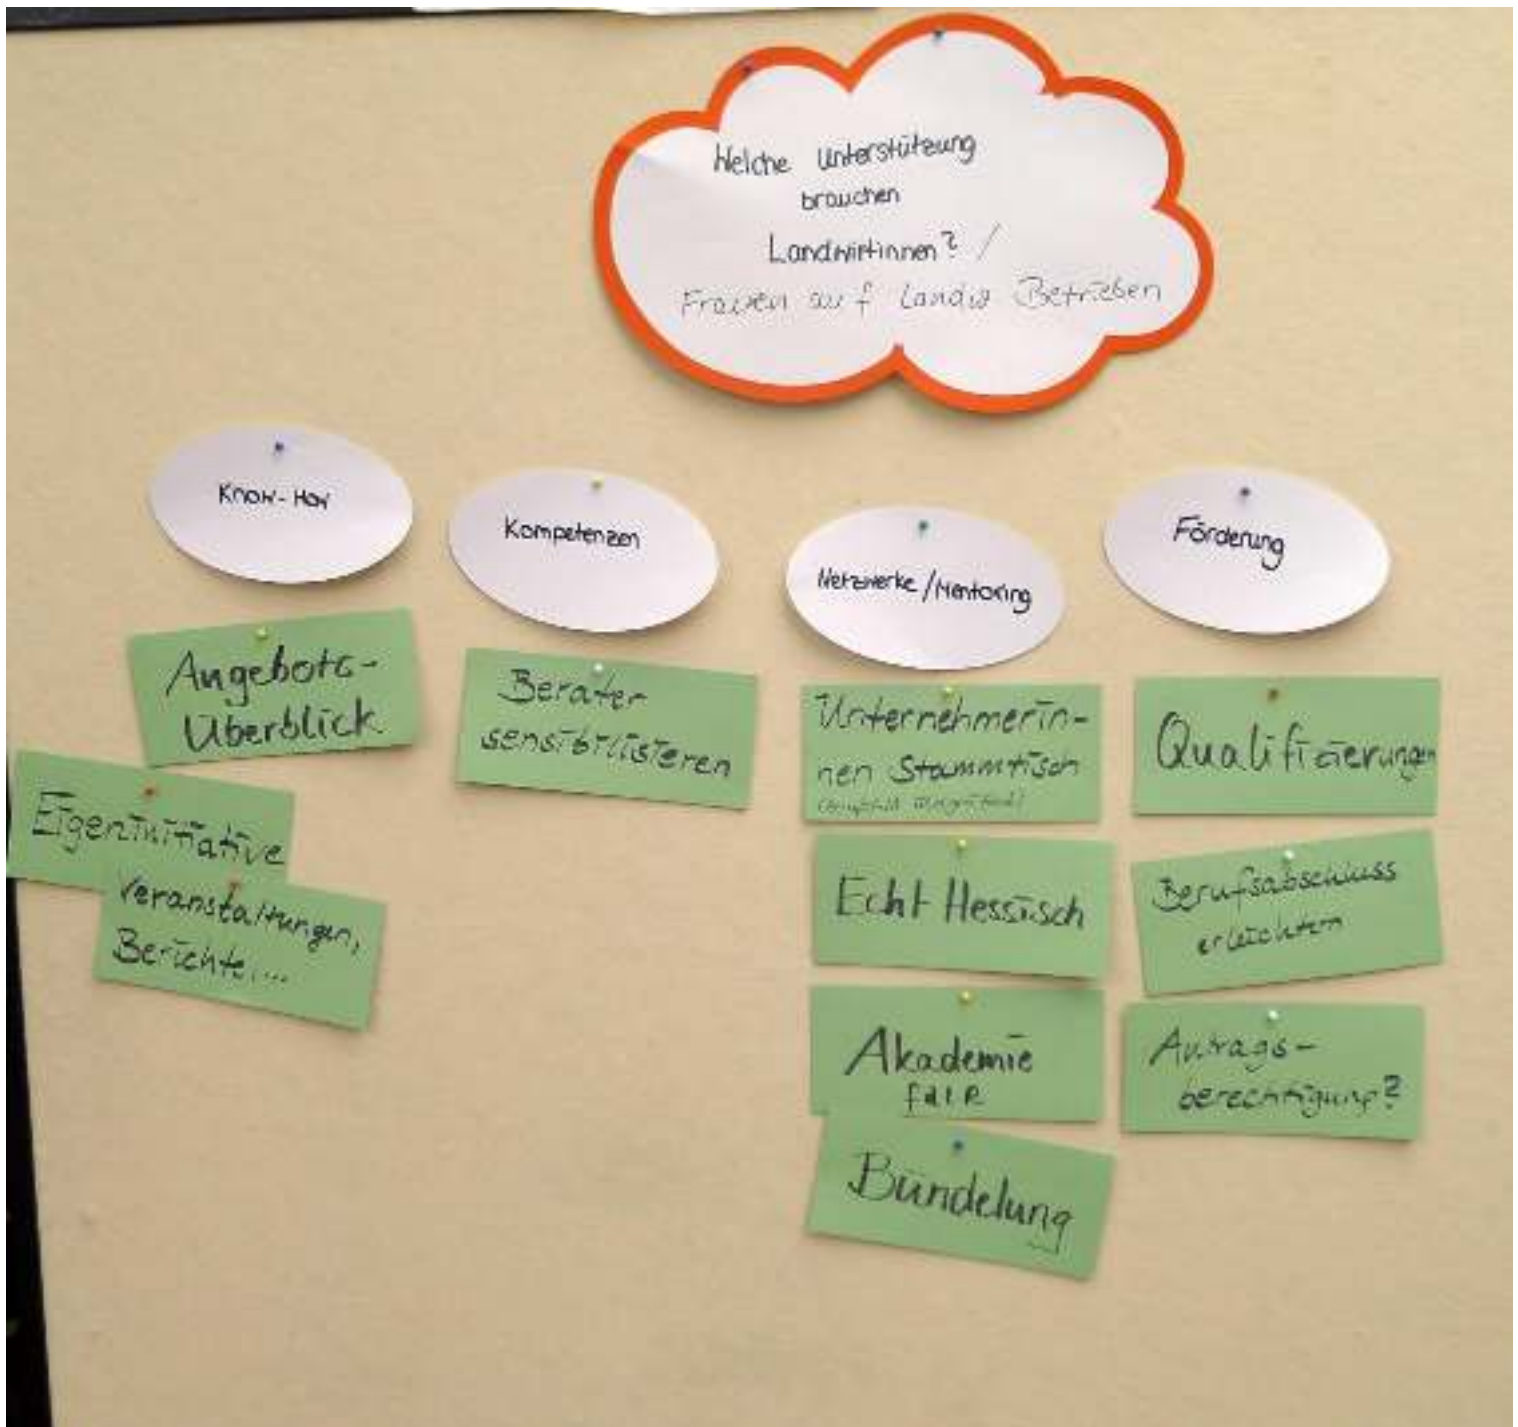 Welche Unterstützung
brauchen
Landwirtinnen? /
Frauen auf landw Betrieben
Know-How
Angebots-
Überblick
Eigeninitiative
Veranstaltungen,
Berichte,...
Kompetenzen
Berater
sensibilisieren
Netzwerke/Mentoring
Unternehmerin-
nen Stammtisch
Echt Hessisch
Akademie
fdlR
Bündelung
Förderung
Qualifizierungen
Berufsabschluss
erleichtern
Antrags-
berechtigung?